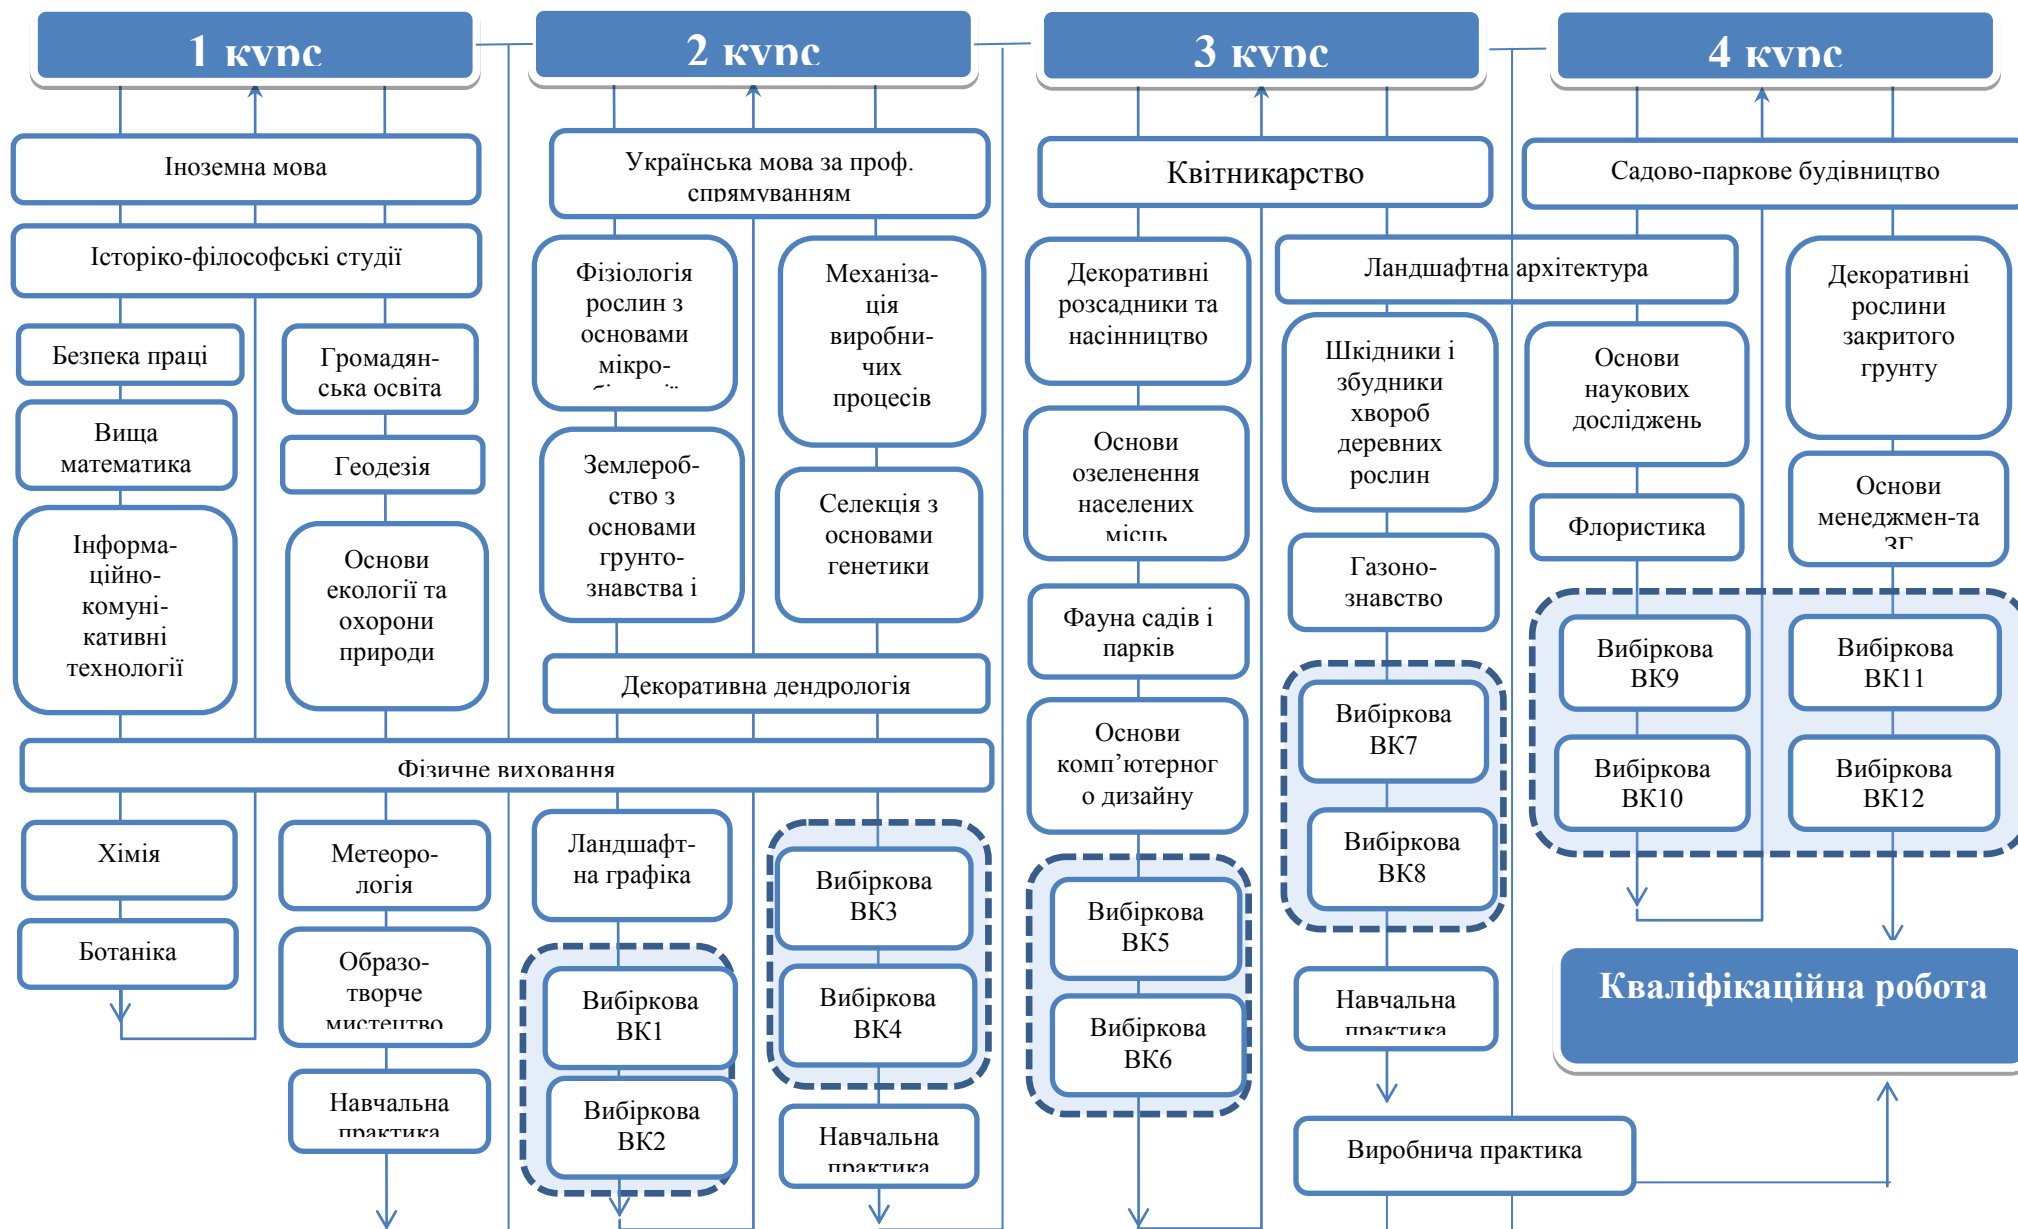 1 курс
2 курс
3 курс
4 курс
Іноземна мова
Історіко-філософські студії
Безпека праці
Вища
математика
Інформа-
ційно-
комуні-
кативні
технології
Громадян-
ська освіта
Геодезія
Основи
екології та
охорони
природи
Фізичне виховання
Хімія
Ботаніка
Метеоро-
логія
Образо-
творче
мистецтво
Навчальна
практика
Українська мова за проф.
спрямуванням
Фізіологія
рослин з
основами
мікро-
Землероб-
ство з
основами
грунто-
знавства і
Механіза-
ція
виробни-
чих
процесів
Селекція з
основами
генетики
Декоративна дендрологія
Ландшафт-
на графіка
Вибіркова
ВК1
Вибіркова
ВК2
Вибіркова
ВК3
Вибіркова
ВК4
Навчальна
практика
Квітникарство
Декоративні
розсадники та
насінництво
Основи
озеленення
населених
місць
Фауна садів і
парків
Основи
комп’ютерног
о дизайну
Вибіркова
ВК5
Вибіркова
ВК6
Ландшафтна архітектура
Шкідники і
збудники
хвороб
деревних
рослин
Газоно-
знавство
Вибіркова
ВК7
Вибіркова
ВК8
Навчальна
практика
Виробнича практика
Садово-паркове будівництво
Основи
наукових
досліджень
Флористика
Вибіркова
ВК9
Вибіркова
ВК10
Декоративні
рослини
закритого
грунту
Основи
менеджмен-та
ЗГ
Вибіркова
ВК11
Вибіркова
ВК12
Кваліфікаційна робота